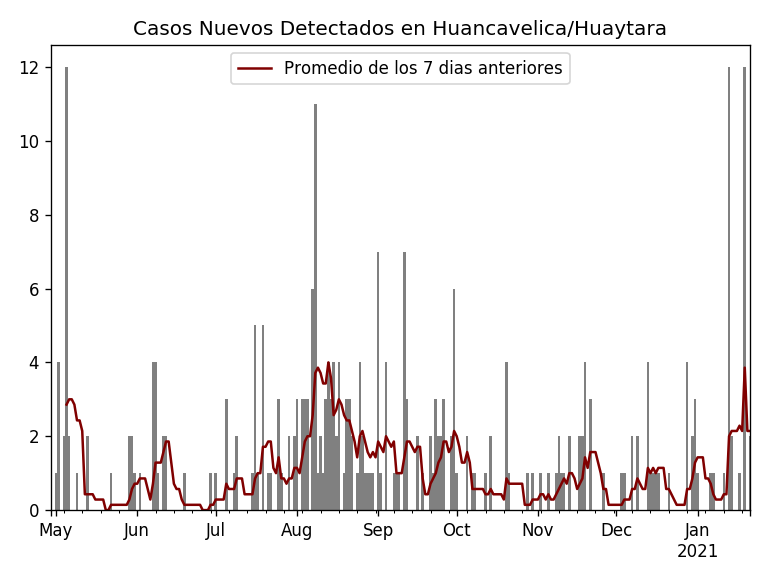 Casos Nuevos Detectados en Huancavelica/Huaytara
Promedio de los 7 dias anteriores
12
10
8
6
4
2
0
May Jun Jul Aug Sep Oct Nov Dec Jan
2021